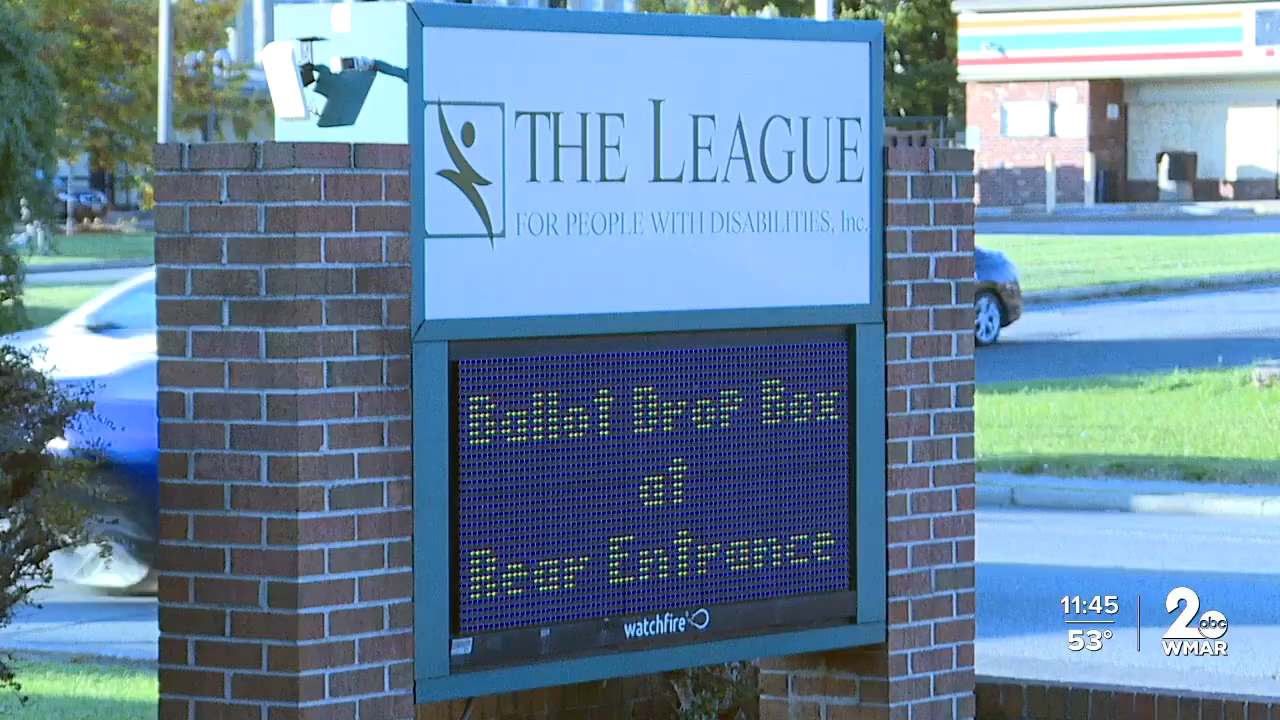 THE LEAGUE
FOR PEOPLE WITH DISABILITIES, Inc.
Ballot Drop Box
at
Rear Entrance
watchfire
11:45
53°
2
abc
WMAR